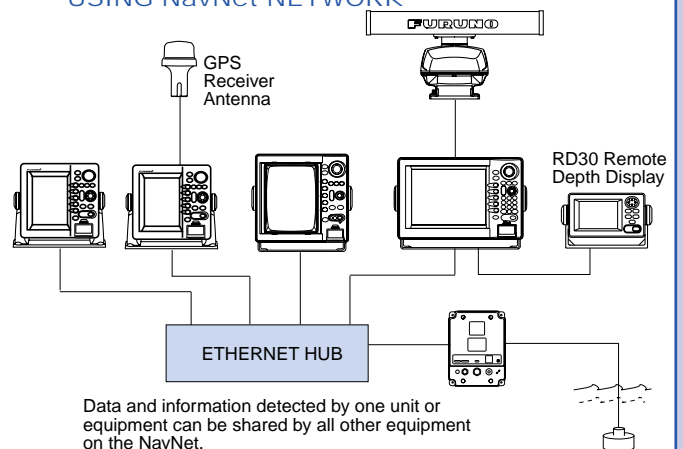 USING NavNet NETWORK
FURUNO
GPS
Receiver
Antenna
RD30 Remote
Depth Display
ETHERNET HUB
Data and information detected by one unit or
equipment can be shared by all other equipment
on the NavNet.